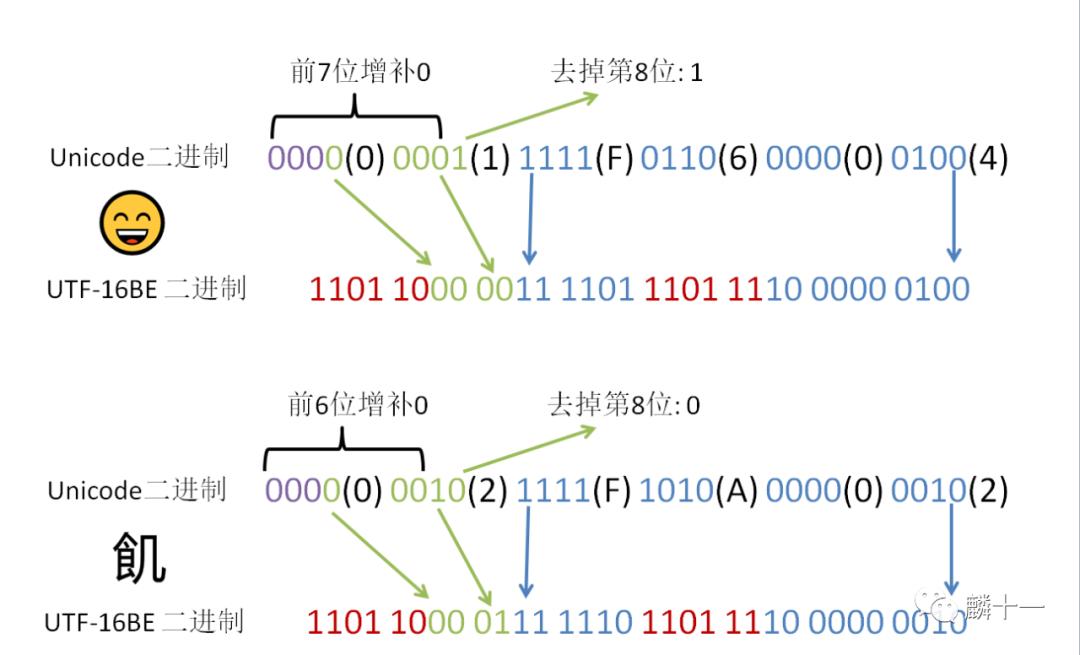 前7位增补0 去掉第8位: 1
Unicode二进制 0000(0) 0001(1) 1111(F) 0110(6) 0000(0) 0100(4)
UTF-16BE 二进制 1101 1000 0011 1101 1101 1110 0000 0100
前6位增补0 去掉第8位: 0
Unicode二进制 0000(0) 0010(2) 1111(F) 1010(A) 0000(0) 0010(2)
飢
UTF-16BE 二进制 1101 1000 0111 1110 1101 1110 0000 0010
麟十一